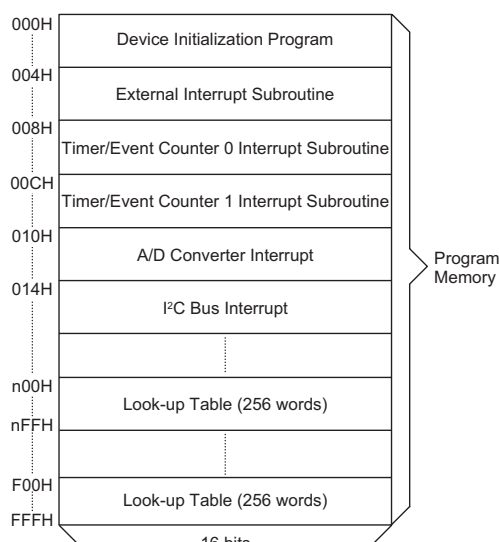 000H
Device Initialization Program
004H
External Interrupt Subroutine
008H
Timer/Event Counter 0 Interrupt Subroutine
00CH
Timer/Event Counter 1 Interrupt Subroutine
010H
A/D Converter Interrupt
Program
Memory
014H
I²C Bus Interrupt
n00H
Look-up Table (256 words)
nFFH
F00H
Look-up Table (256 words)
FFFH
16 bits